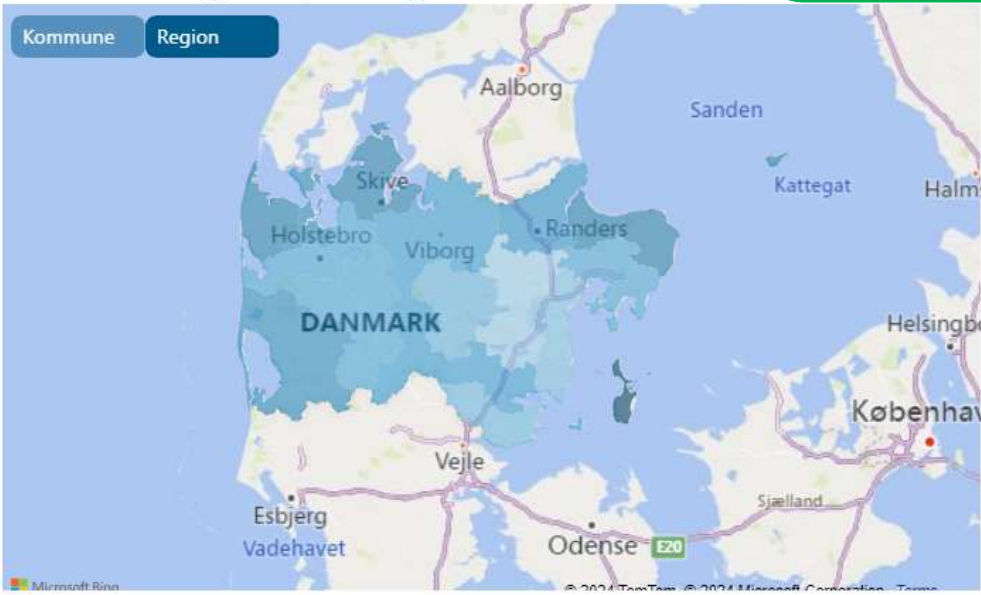 Kommune
Region
Aalborg
Sanden
Kattegat
Halms
Skive
Holstebro
Viborg
Randers
DANMARK
Helsingbo
Københav
Vejle
Sjælland
Esbjerg
Odense
E20
Vadehavet
Microsoft Bing
© 2024 TomTom, © 2024 Microsoft Corporation Terms